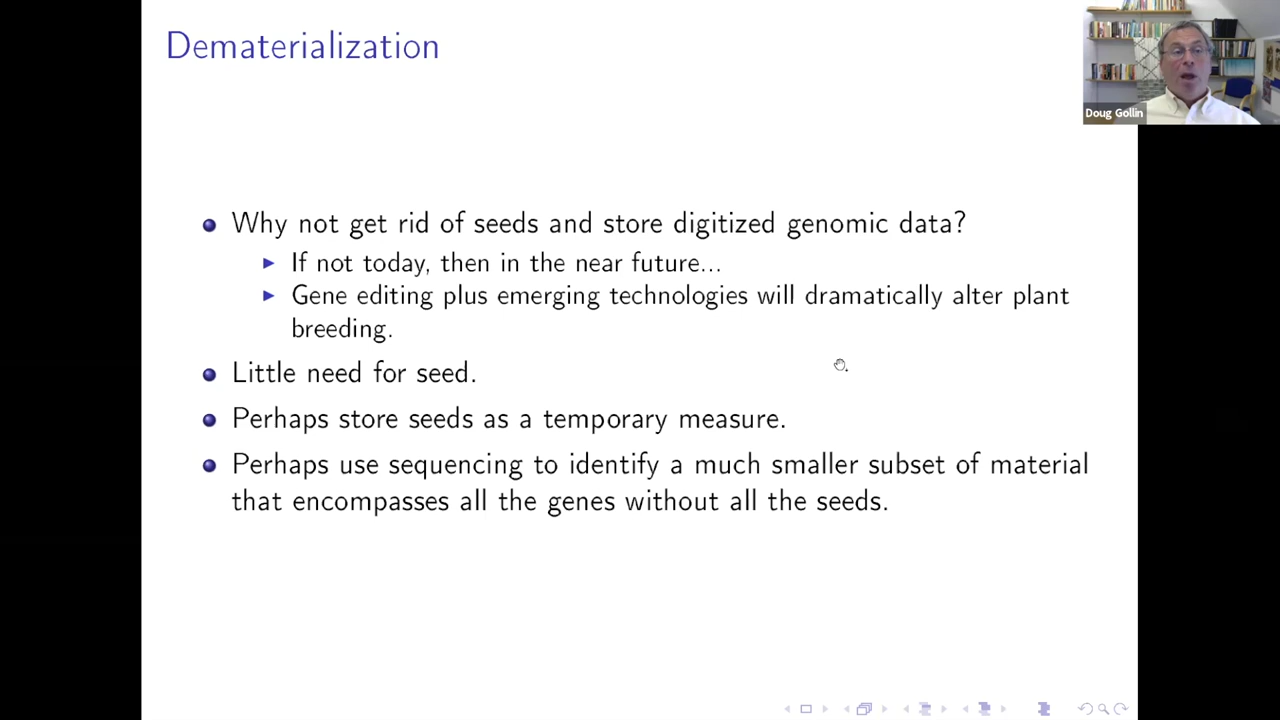 Dematerialization
Doug Gollin
Why not get rid of seeds and store digitized genomic data?
If not today, then in the near future...
Gene editing plus emerging technologies will dramatically alter plant
breeding.
Little need for seed.
Perhaps store seeds as a temporary measure.
Perhaps use sequencing to identify a much smaller subset of material
that encompasses all the genes without all the seeds.